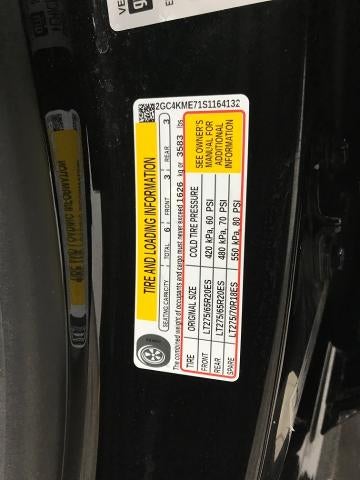 2GC4KME71S1164132
TIRE AND LOADING INFORMATION
SEATING CAPACITY TOTAL 6 FRONT 3 REAR 3
The combined weight of occupants and cargo must never exceed 1626 kg or 3583 lbs
TIRE ORIGINAL SIZE COLD TIRE PRESSURE
FRONT LT275/65R20ES 420 kPa, 60 PSI
REAR LT275/65R20ES 480 kPa, 70 PSI
SPARE LT275/70R18ES 550 kPa, 80 PSI
SEE OWNER'S
MANUAL FOR
ADDITIONAL
INFORMATION